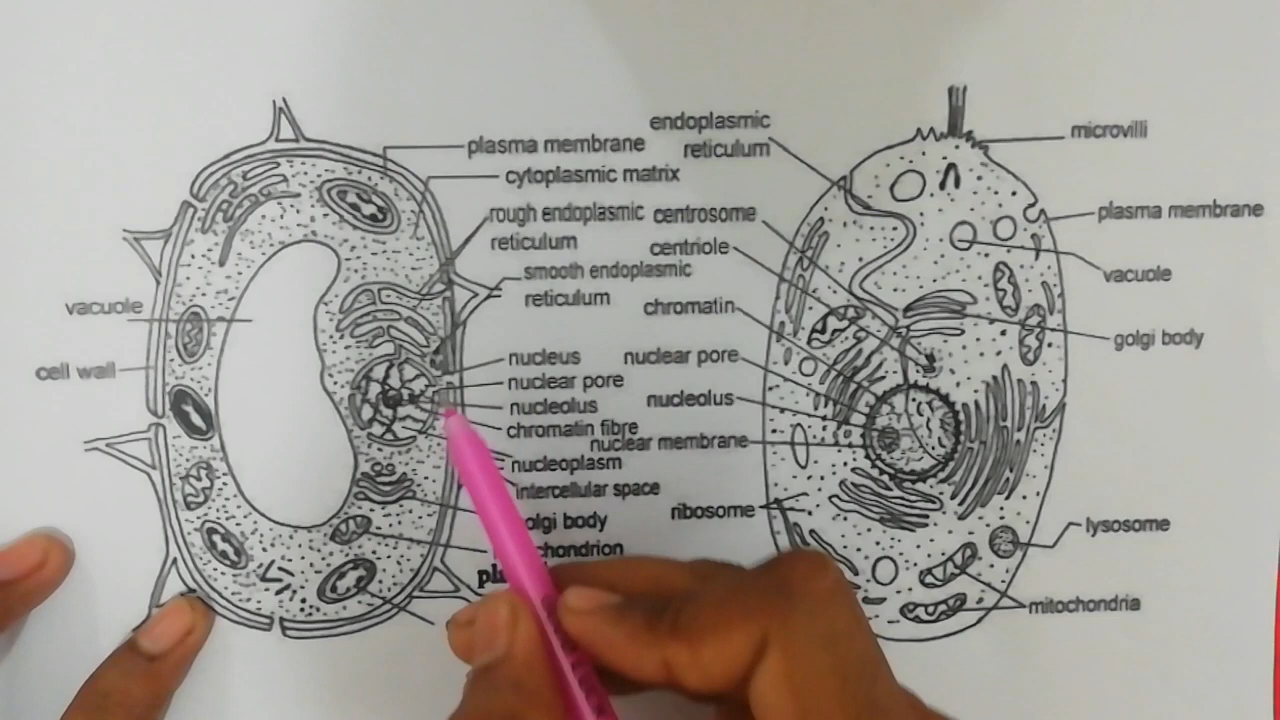 plasma membrane
cytoplasmic matrix
rough endoplasmic
reticulum
smooth endoplasmic
reticulum
vacuole
cell wall
nucleus
nuclear pore
nucleolus
chromatin fibre
nucleoplasm
intercellular space
olgi body
chondrion
endoplasmic
reticulum
centrosome
centriole
chromatin
nuclear pore
nucleolus
nuclear membrane
ribosome
microvilli
plasma membrane
vacuole
golgi body
lysosome
mitochondria